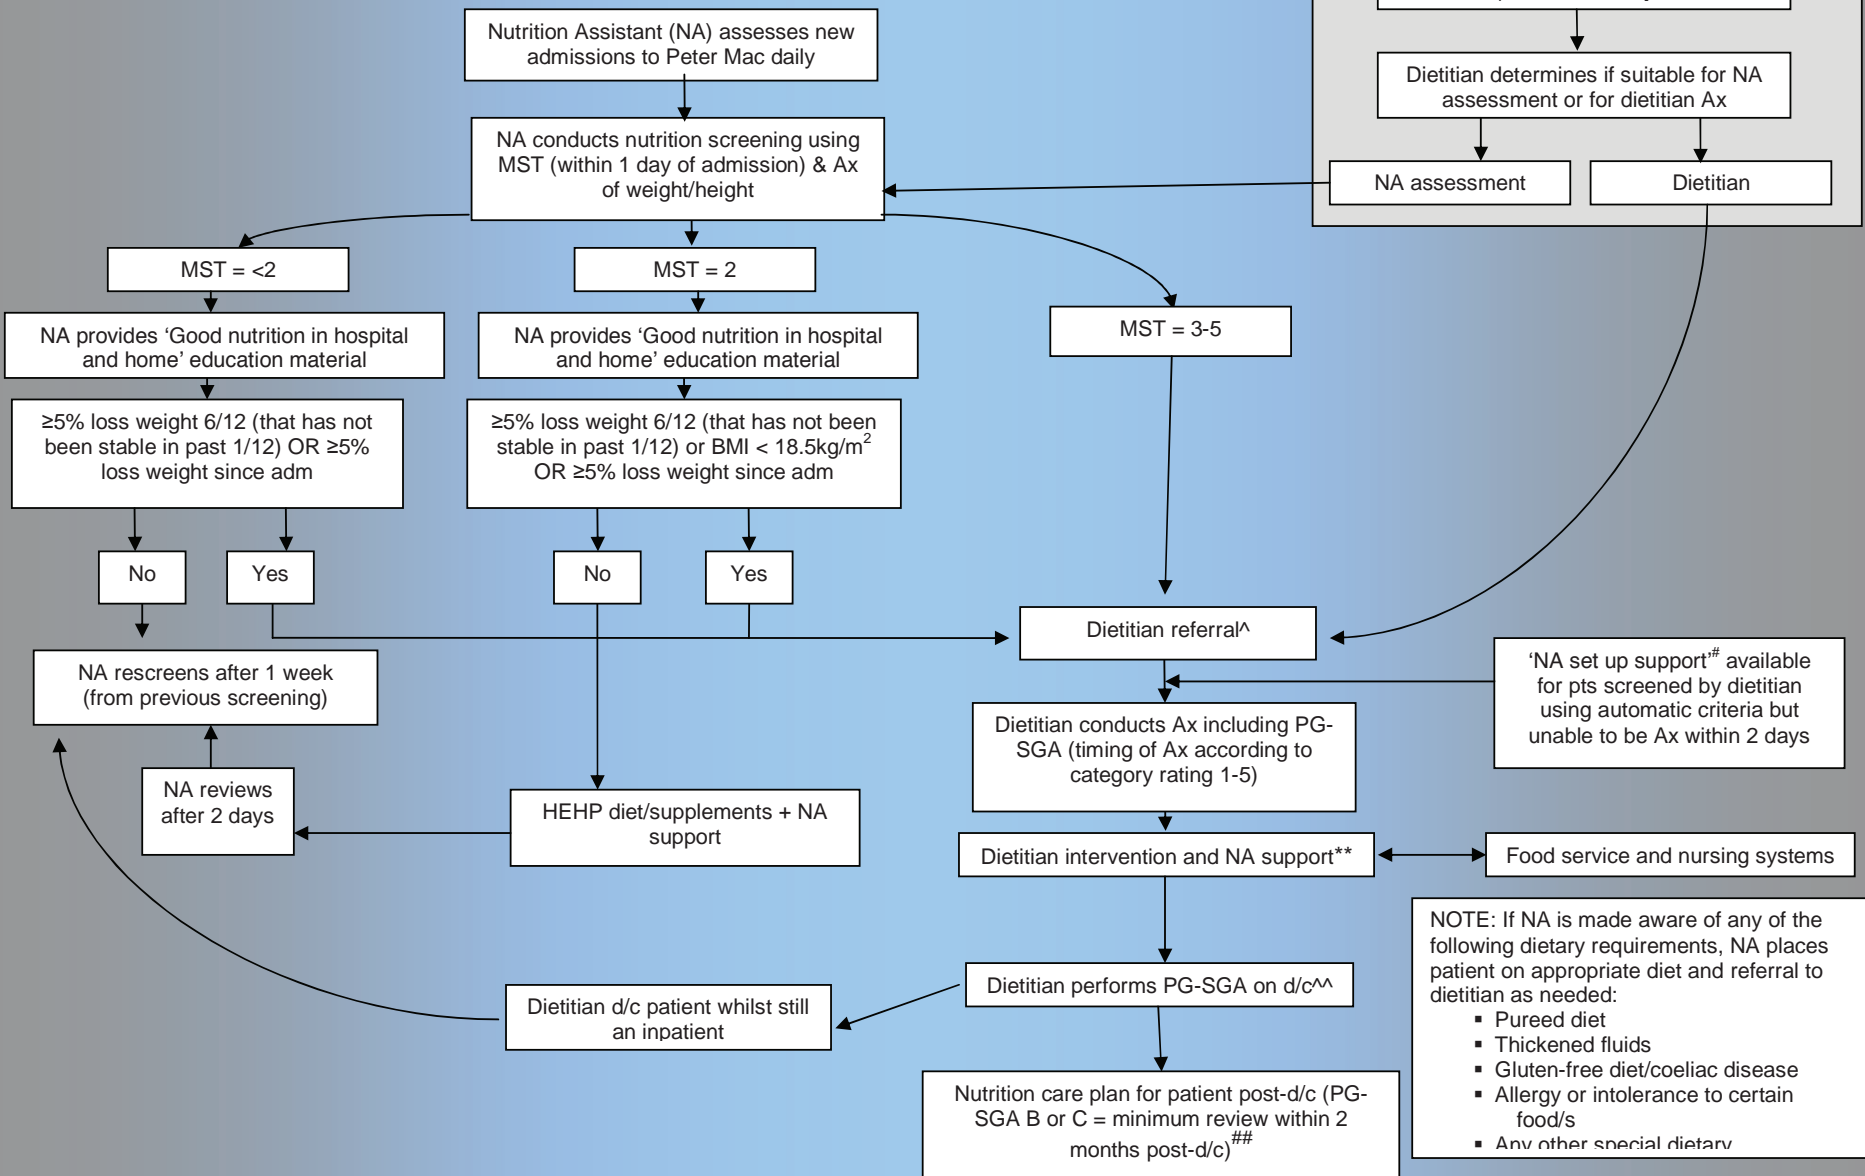 Nutrition Assistant (NA) assesses new
admissions to Peter Mac daily
Dietitian determines if suitable for NA
assessment or for dietitian Ax
NA conducts nutrition screening using
MST (within 1 day of admission) & Ax
of weight/height
NA assessment
Dietitian
MST = <2
MST = 2
MST = 3-5
NA provides ‘Good nutrition in hospital
and home’ education material
NA provides ‘Good nutrition in hospital
and home’ education material
≥5% loss weight 6/12 (that has not
been stable in past 1/12) OR ≥5%
loss weight since adm
≥5% loss weight 6/12 (that has not been
stable in past 1/12) or BMI < 18.5kg/m²
OR ≥5% loss weight since adm
No
Yes
No
Yes
Dietitian referral^
NA rescreens after 1 week
(from previous screening)
‘NA set up support’# available
for pts screened by dietitian
using automatic criteria but
unable to be Ax within 2 days
Dietitian conducts Ax including PG-
SGA (timing of Ax according to
category rating 1-5)
NA reviews
after 2 days
HEHP diet/supplements + NA
support
Dietitian intervention and NA support**
Food service and nursing systems
NOTE: If NA is made aware of any of the
following dietary requirements, NA places
patient on appropriate diet and referral to
dietitian as needed:
▪ Pureed diet
▪ Thickened fluids
▪ Gluten-free diet/coeliac disease
▪ Allergy or intolerance to certain
food/s
▪ Any other special dietary
Dietitian performs PG-SGA on d/c^^
Dietitian d/c patient whilst still
an inpatient
Nutrition care plan for patient post-d/c (PG-
SGA B or C = minimum review within 2
months post-d/c)##